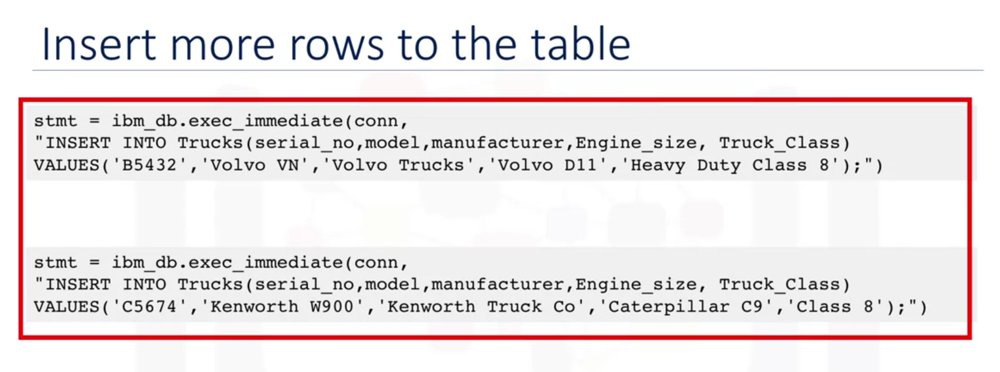 Insert more rows to the table
stmt = ibm_db.exec_immediate(conn,
"INSERT INTO Trucks(serial_no,model,manufacturer,Engine_size, Truck_Class)
VALUES('B5432','Volvo VN','Volvo Trucks','Volvo D11','Heavy Duty Class 8');")
stmt = ibm_db.exec_immediate(conn,
"INSERT INTO Trucks(serial_no,model,manufacturer,Engine_size, Truck_Class)
VALUES('C5674','Kenworth W900','Kenworth Truck Co','Caterpillar C9','Class 8');")